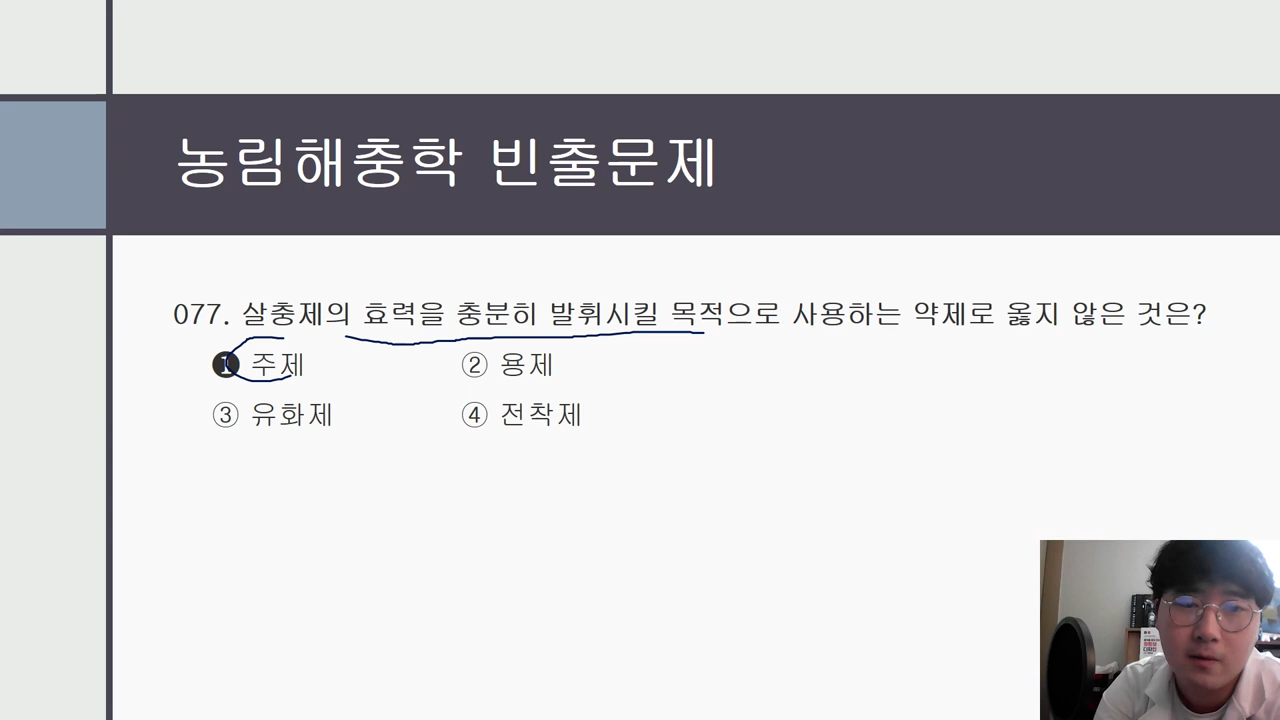 농림해충학 빈출문제
077. 살충제의 효력을 충분히 발휘시킬 목적으로 사용하는 약제로 옳지 않은 것은?
❶ 주제 ② 용제
③ 유화제 ④ 전착제